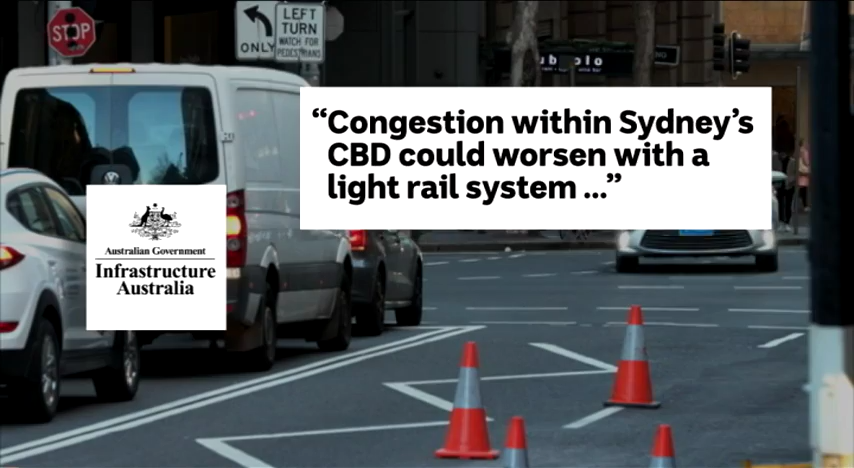 STOP
ONLY
LEFT
TURN
WATCH FOR
PEDESTRIANS
“Congestion within Sydney’s
CBD could worsen with a
light rail system ...”
Australian Government
Infrastructure
Australia